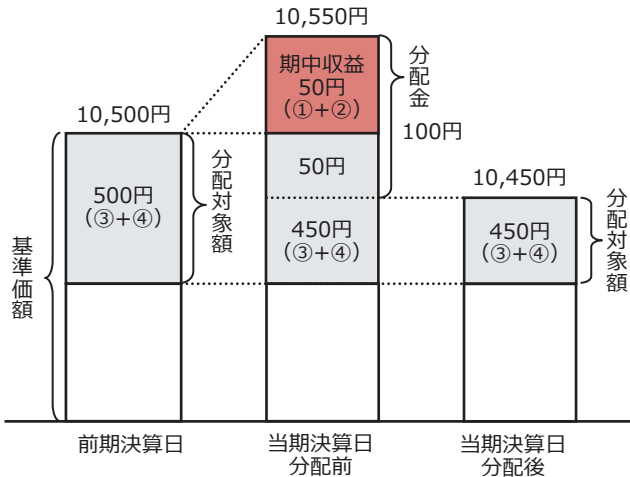 10,550円
期中収益
50円
(①+②)
分配金
100円
10,500円
500円
(③+④)
分配対象額
50円
450円
(③+④)
10,450円
450円
(③+④)
分配対象額
基準価額
前期決算日
当期決算日
分配前
当期決算日
分配後